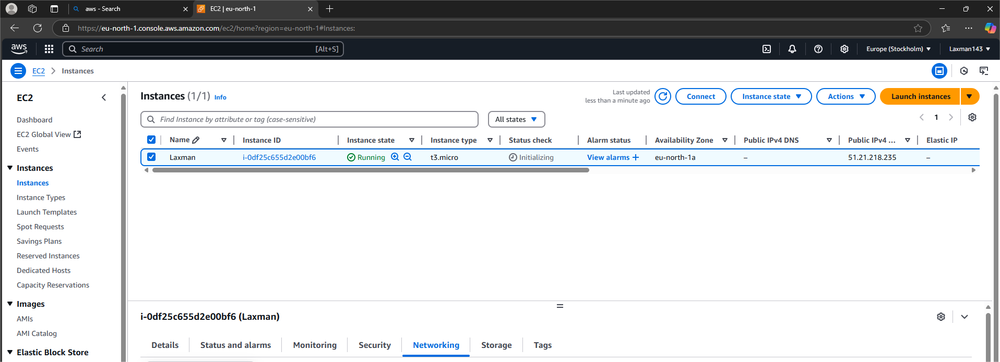 aws - Search
EC2 | eu-north-1
https://eu-north-1.console.aws.amazon.com/ec2/home?region=eu-north-1#Instances:
aws
Search
[Alt+S]
Europe (Stockholm)
Laxman143
EC2
Instances
EC2
Dashboard
EC2 Global View
Events
Instances
Instances
Instance Types
Launch Templates
Spot Requests
Savings Plans
Reserved Instances
Dedicated Hosts
Capacity Reservations
Images
AMIs
AMI Catalog
Elastic Block Store
Instances (1/1) Info
Last updated
less than a minute ago
Connect
Instance state
Actions
Launch instances
Find Instance by attribute or tag (case-sensitive)
All states
1
Name Instance ID Instance state Instance type Status check Alarm status Availability Zone Public IPv4 DNS Public IPv4 ... Elastic IP
Laxman i-0df25c655d2e00bf6 Running t3.micro Initializing View alarms + eu-north-1a – 51.21.218.235 –
i-0df25c655d2e00bf6 (Laxman)
Details Status and alarms Monitoring Security Networking Storage Tags